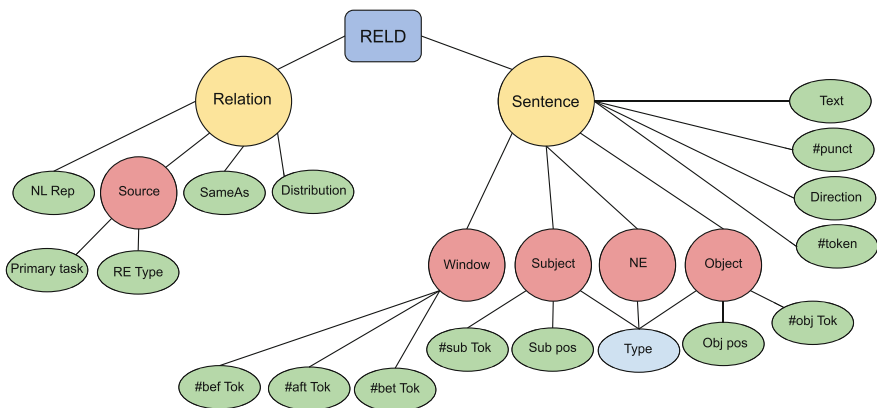 RELD
Relation
Sentence
Text
#punct
NL Rep
Source
SameAs
Distribution
Direction
#token
Primary task
RE Type
Window
Subject
NE
Object
#bef Tok
#aft Tok
#bet Tok
#sub Tok
Sub pos
Type
Obj pos
#obj Tok